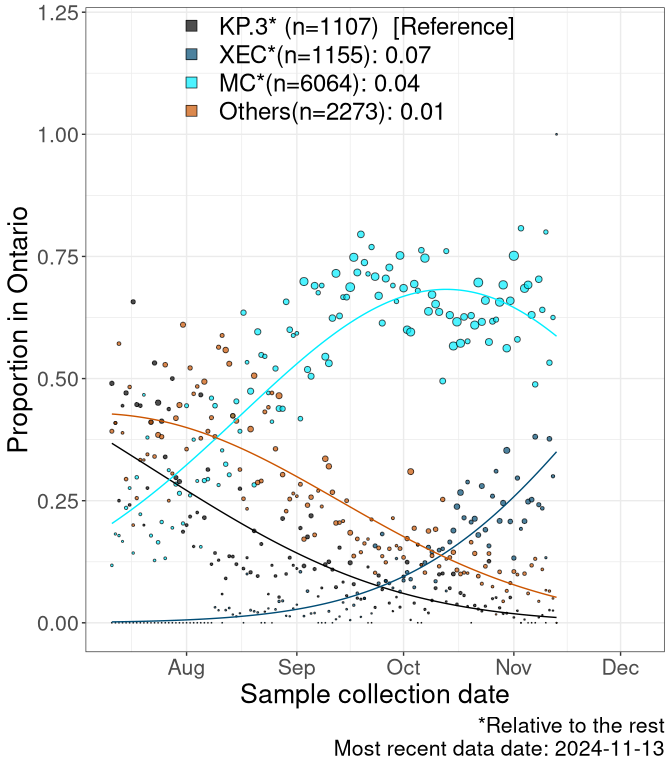 KP.3* (n=1107)  [Reference]
XEC*(n=1155): 0.07
MC*(n=6064): 0.04
Others(n=2273): 0.01
1.25
1.00
0.75
0.50
0.25
0.00
Proportion in Ontario
Aug Sep Oct Nov Dec
Sample collection date
*Relative to the rest
Most recent data date: 2024-11-13